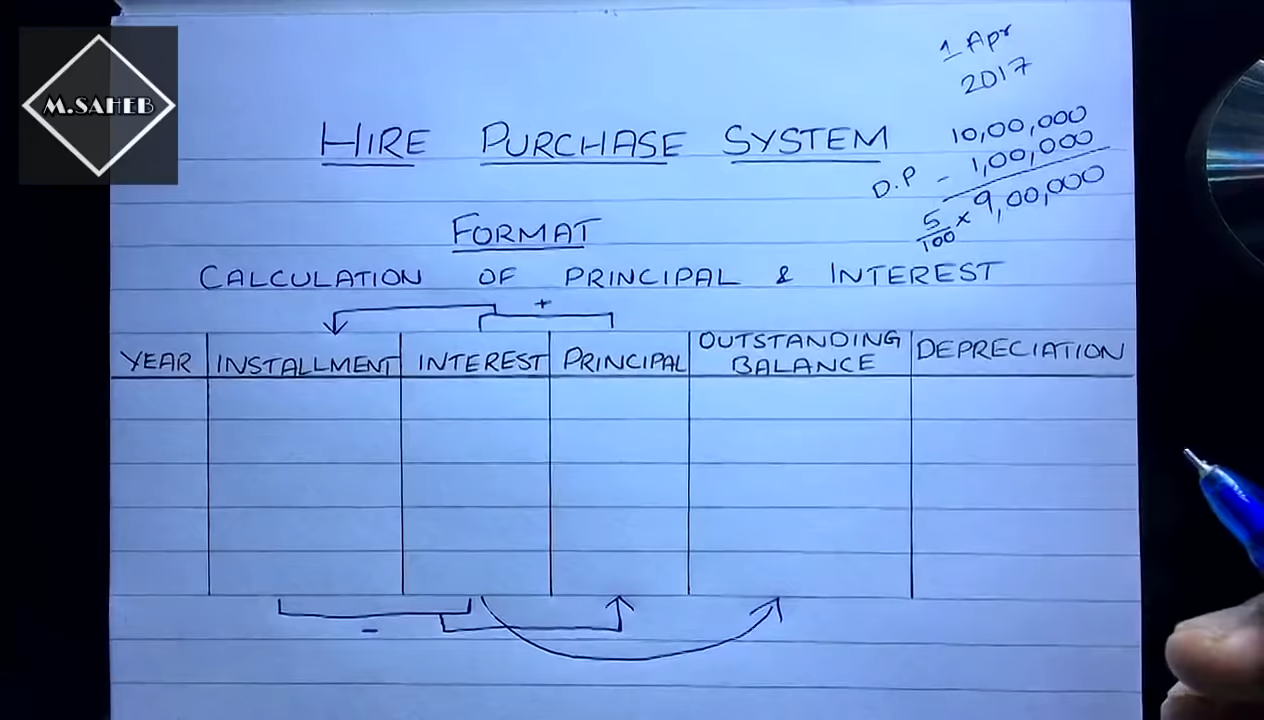 M.SAHEB
1 Apr
2017
HIRE PURCHASE SYSTEM
10,00,000
D.P - 1,00,000
5/100 × 9,00,000
FORMAT
CALCULATION OF PRINCIPAL & INTEREST
+
YEAR INSTALLMENT INTEREST PRINCIPAL OUTSTANDING BALANCE DEPRECIATION
-